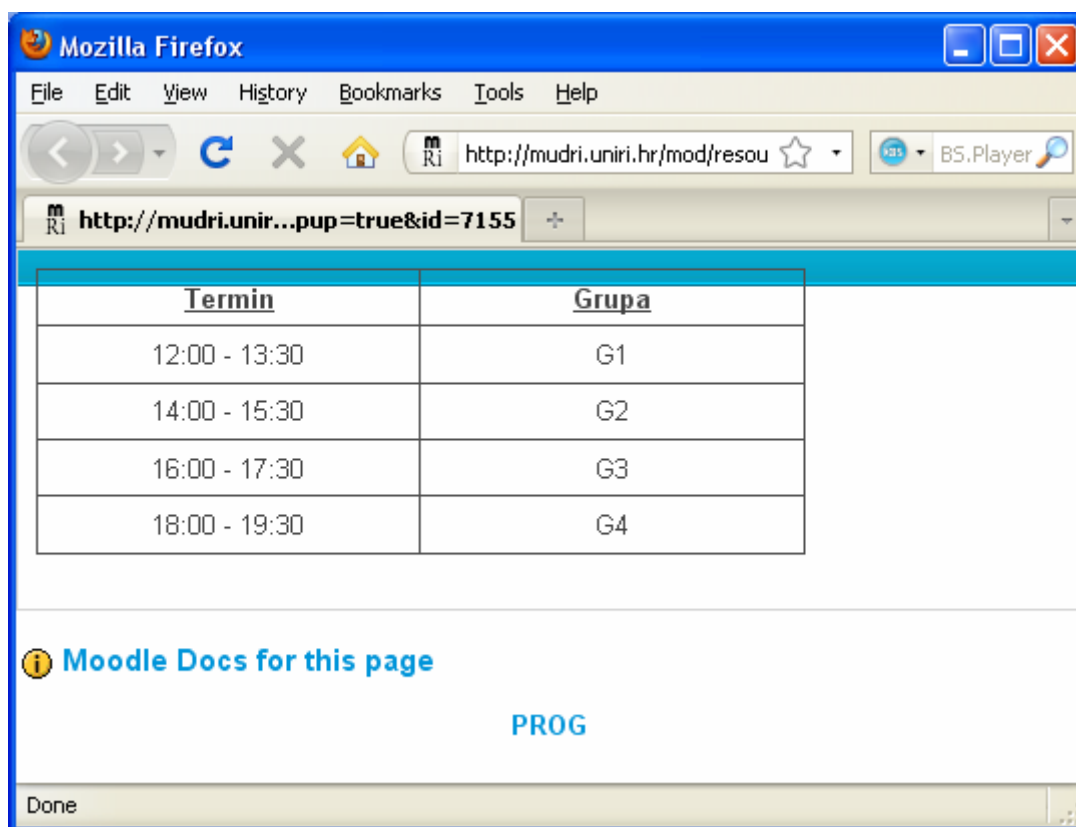 Mozilla Firefox
File Edit View History Bookmarks Tools Help
mRi http://mudri.uniri.hr/mod/resou BS.Player
mRi http://mudri.unir...pup=true&id=7155
Termin Grupa
12:00 - 13:30 G1
14:00 - 15:30 G2
16:00 - 17:30 G3
18:00 - 19:30 G4
Moodle Docs for this page
PROG
Done